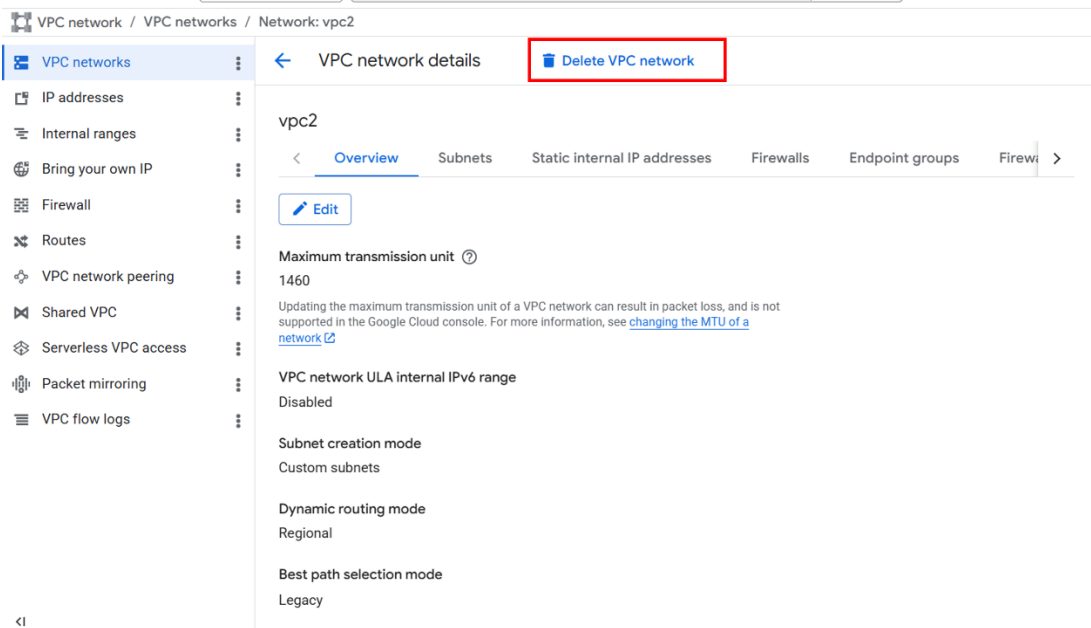 VPC network / VPC networks / Network: vpc2
VPC networks
IP addresses
Internal ranges
Bring your own IP
Firewall
Routes
VPC network peering
Shared VPC
Serverless VPC access
Packet mirroring
VPC flow logs
VPC network details
Delete VPC network
vpc2
Overview Subnets Static internal IP addresses Firewalls Endpoint groups
Edit
Maximum transmission unit
1460
Updating the maximum transmission unit of a VPC network can result in packet loss, and is not
supported in the Google Cloud console. For more information, see changing the MTU of a
network
VPC network ULA internal IPv6 range
Disabled
Subnet creation mode
Custom subnets
Dynamic routing mode
Regional
Best path selection mode
Legacy